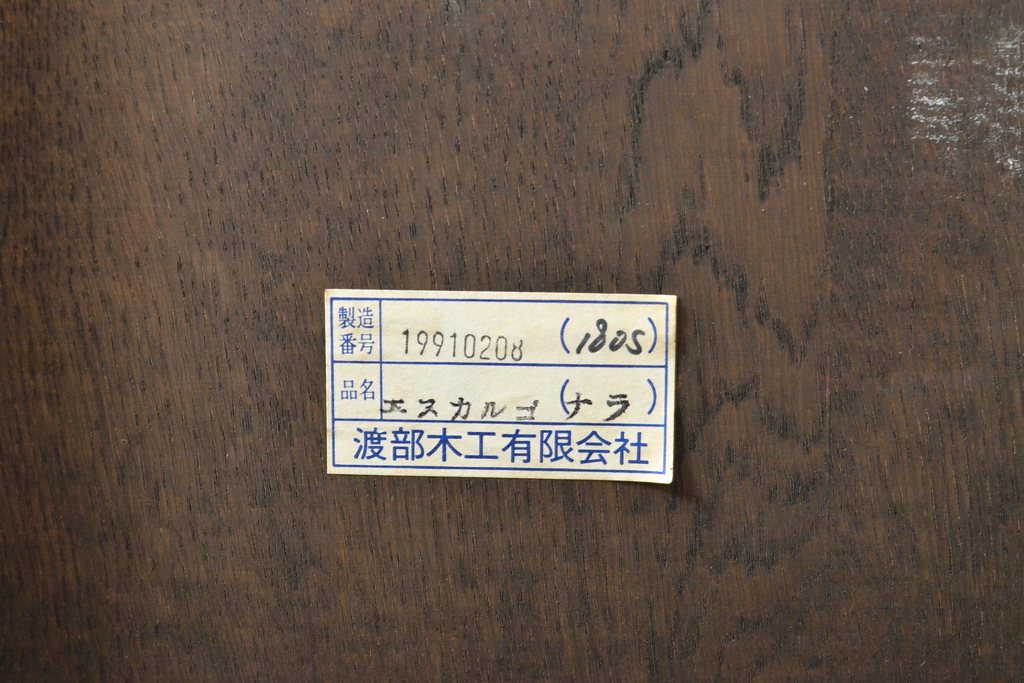 製造番号 19910208 (1805)
品名 エスカルゴ (ナラ)
渡部木工有限会社